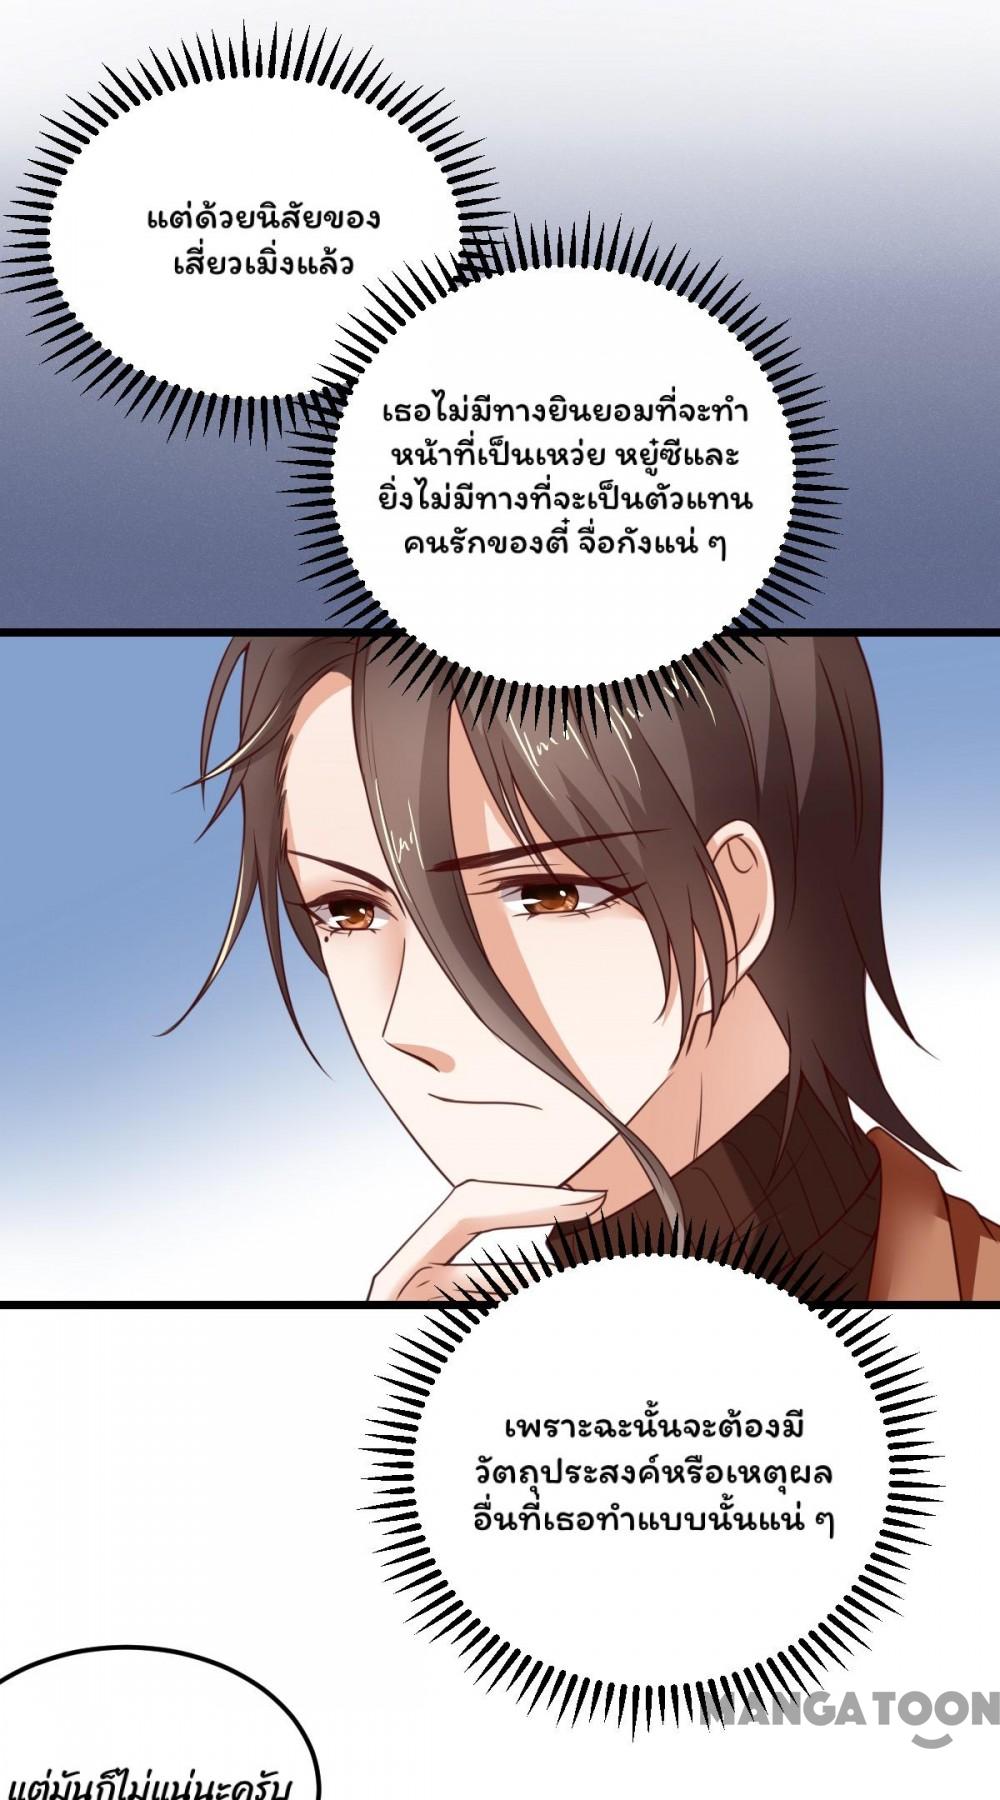 แต่ด้วยนิสัยของ
เสี่ยวเมิ่งแล้ว
เธอไม่มีทางยินยอมที่จะทำ
หน้าที่เป็นเหว่ย หยู๋ซีและ
ยิ่งไม่มีทางที่จะเป็นตัวแทน
คนรักของตี๋ จื่อกังแน่ ๆ
เพราะฉะนั้นจะต้องมี
วัตถุประสงค์หรือเหตุผล
อื่นที่เธอทำแบบนั้นแน่ ๆ
MANGATOON
แต่มันก็ไม่แน่นะครับ